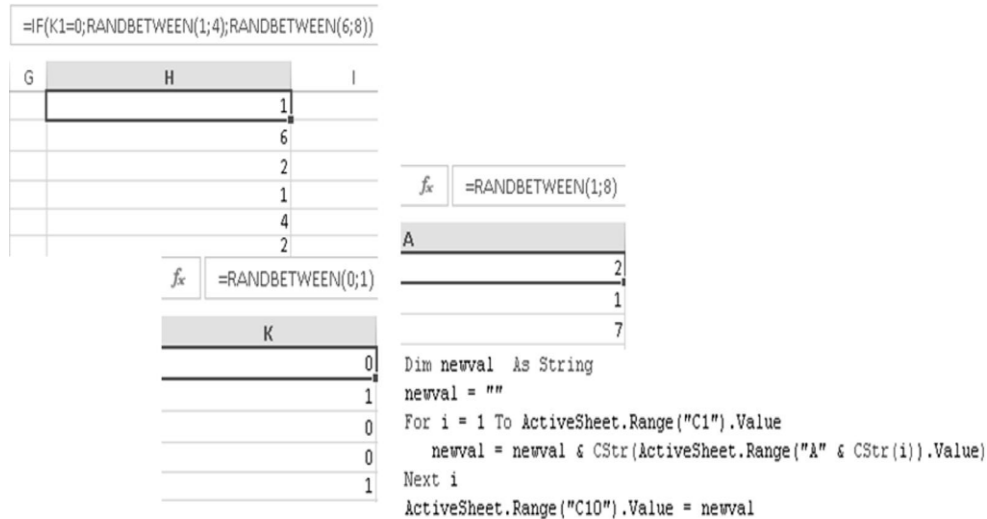 =IF(K1=0;RANDBETWEEN(1;4);RANDBETWEEN(6;8))
G H I
1
6
2
1
4
2
fx =RANDBETWEEN(0;1)
K
0
1
0
0
1
fx =RANDBETWEEN(1;8)
A
2
1
7
Dim newval As String
newval = ""
For i = 1 To ActiveSheet.Range("C1").Value
newval = newval & CStr(ActiveSheet.Range("A" & CStr(i)).Value)
Next i
ActiveSheet.Range("C10").Value = newval